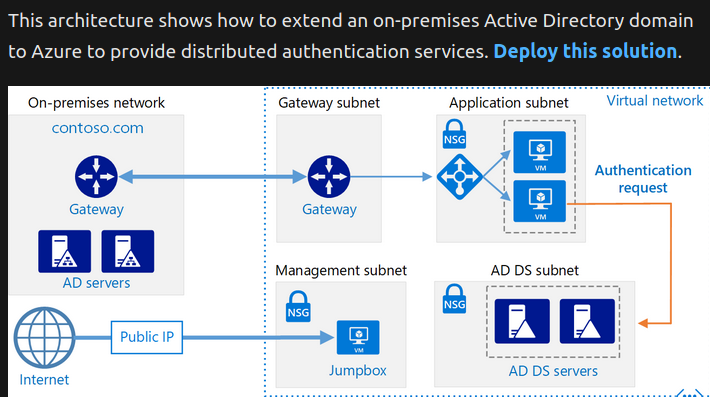 This architecture shows how to extend an on-premises Active Directory domain
to Azure to provide distributed authentication services. Deploy this solution.
On-premises network
Gateway subnet
Application subnet
Virtual network
contoso.com
NSG
VM
Gateway
Gateway
VM
Authentication
request
AD servers
Management subnet
AD DS subnet
NSG
NSG
Public IP
VM
Internet
Jumpbox
AD DS servers